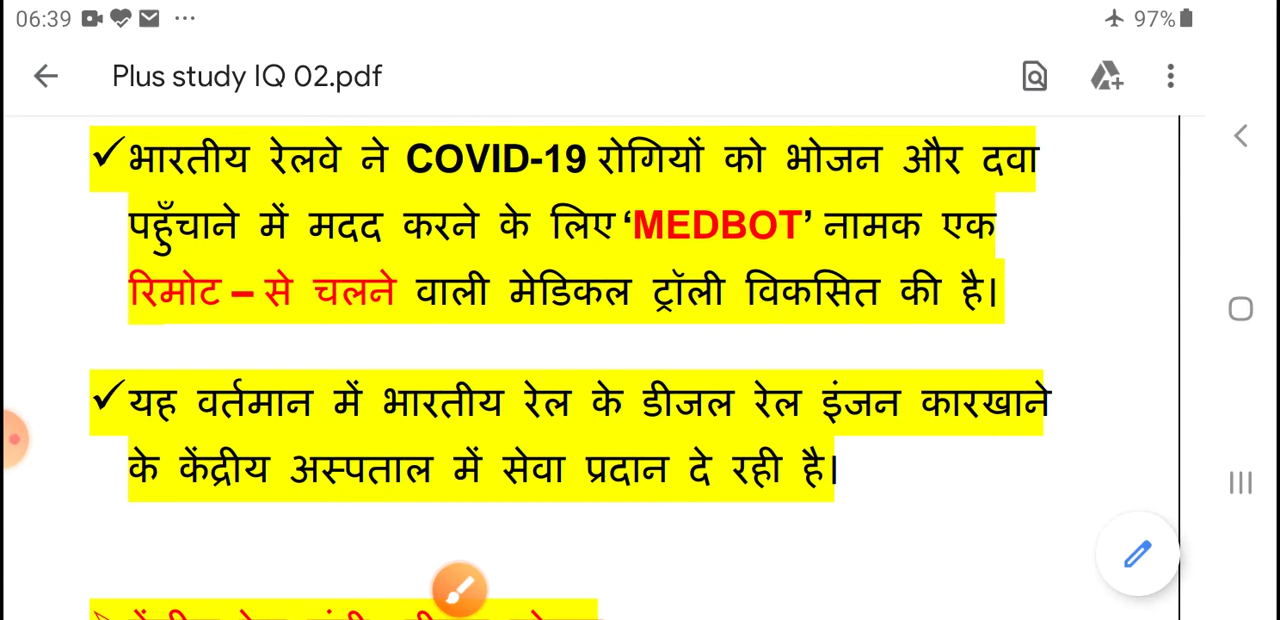 06:39 ... 97%
Plus study IQ 02.pdf
✓भारतीय रेलवे ने COVID-19 रोगियों को भोजन और दवा
पहुँचाने में मदद करने के लिए ‘MEDBOT’ नामक एक
रिमोट – से चलने वाली मेडिकल ट्रॉली विकसित की है।
✓यह वर्तमान में भारतीय रेल के डीजल रेल इंजन कारखाने
के केंद्रीय अस्पताल में सेवा प्रदान दे रही है।